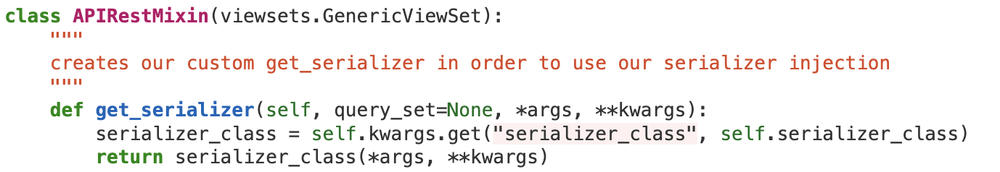 class APIRestMixin(viewsets.GenericViewSet):
    """
    creates our custom get_serializer in order to use our serializer injection
    """
    def get_serializer(self, query_set=None, *args, **kwargs):
        serializer_class = self.kwargs.get("serializer_class", self.serializer_class)
        return serializer_class(*args, **kwargs)